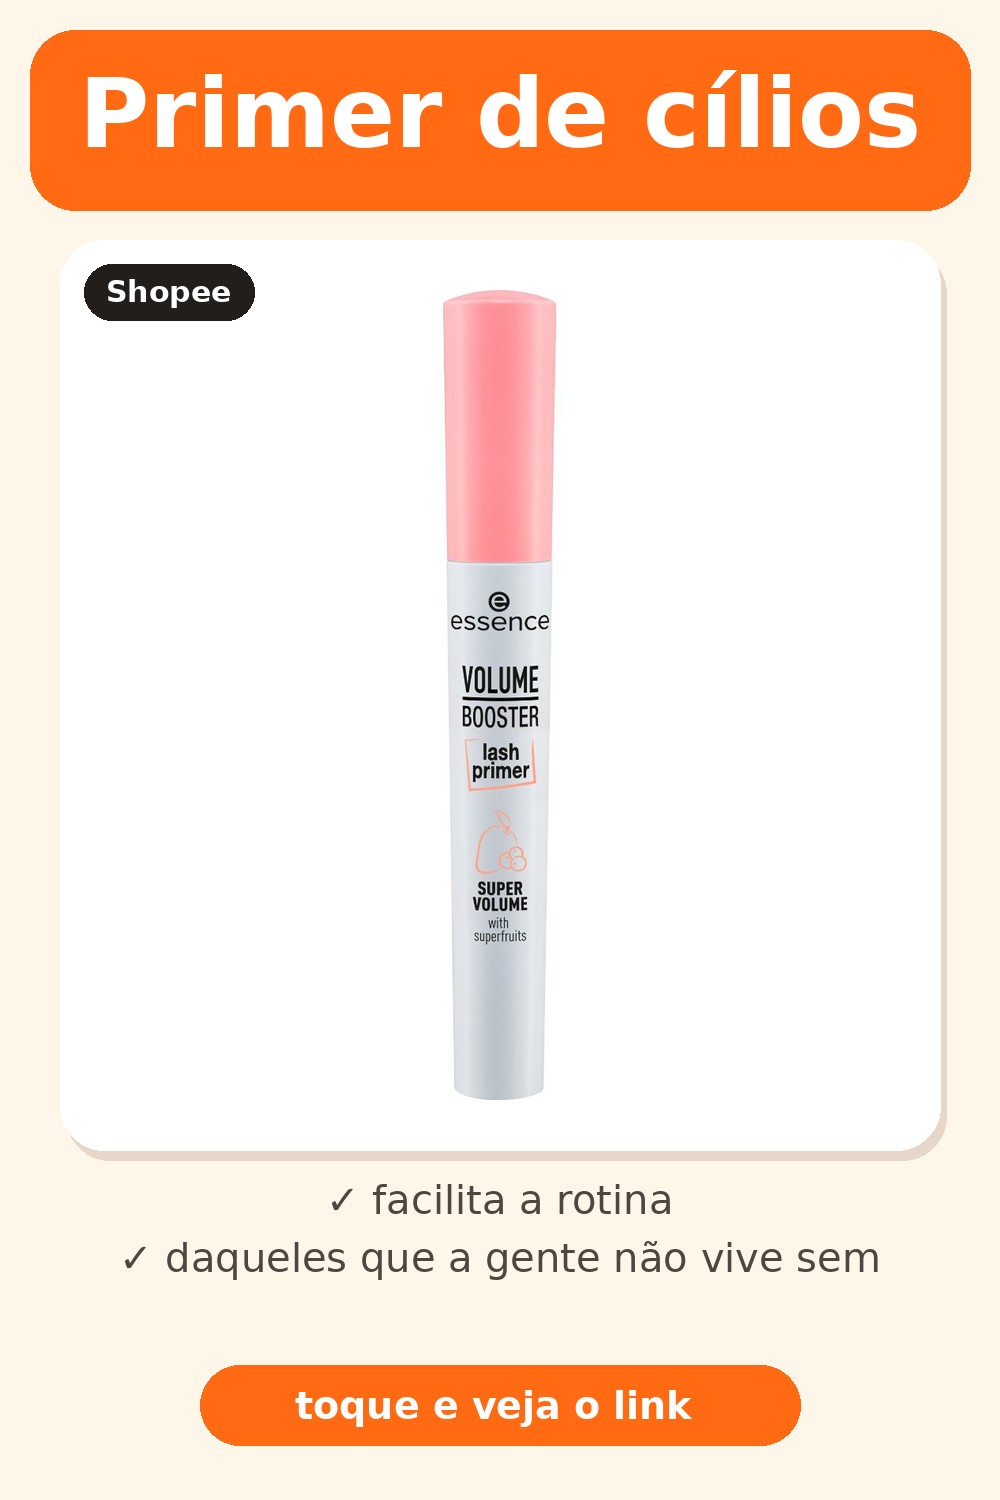 Primer de cílios
Shopee
essence
VOLUME
BOOSTER
lash
primer
SUPER
VOLUME
with
superfruits
✓ facilita a rotina
✓ daqueles que a gente não vive sem
toque e veja o link